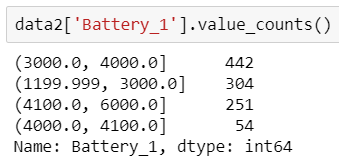 data2['Battery_1'].value_counts()
(3000.0, 4000.0]       442
(1199.999, 3000.0]     304
(4100.0, 6000.0]       251
(4000.0, 4100.0]        54
Name: Battery_1, dtype: int64